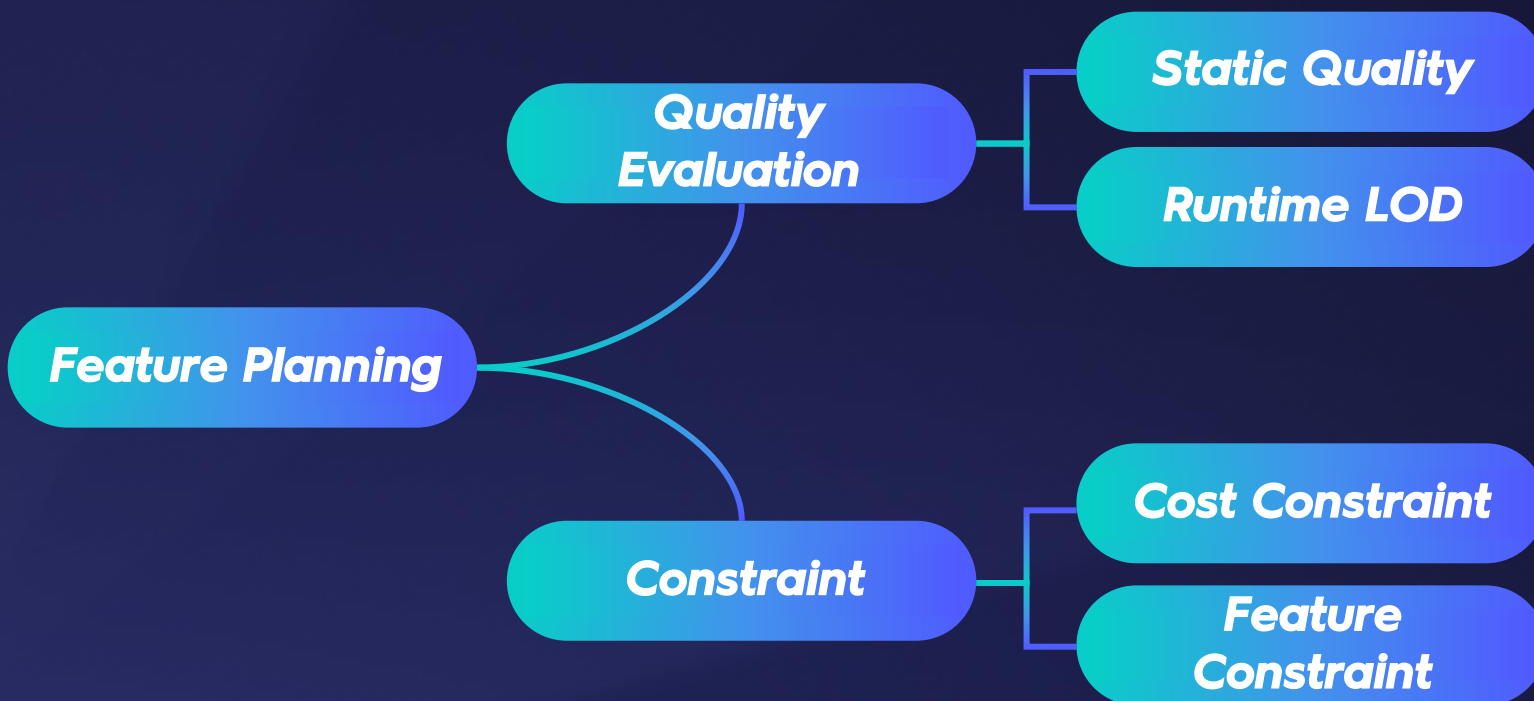 Static Quality
Quality
Evaluation
Runtime LOD
Feature Planning
Cost Constraint
Constraint
Feature
Constraint